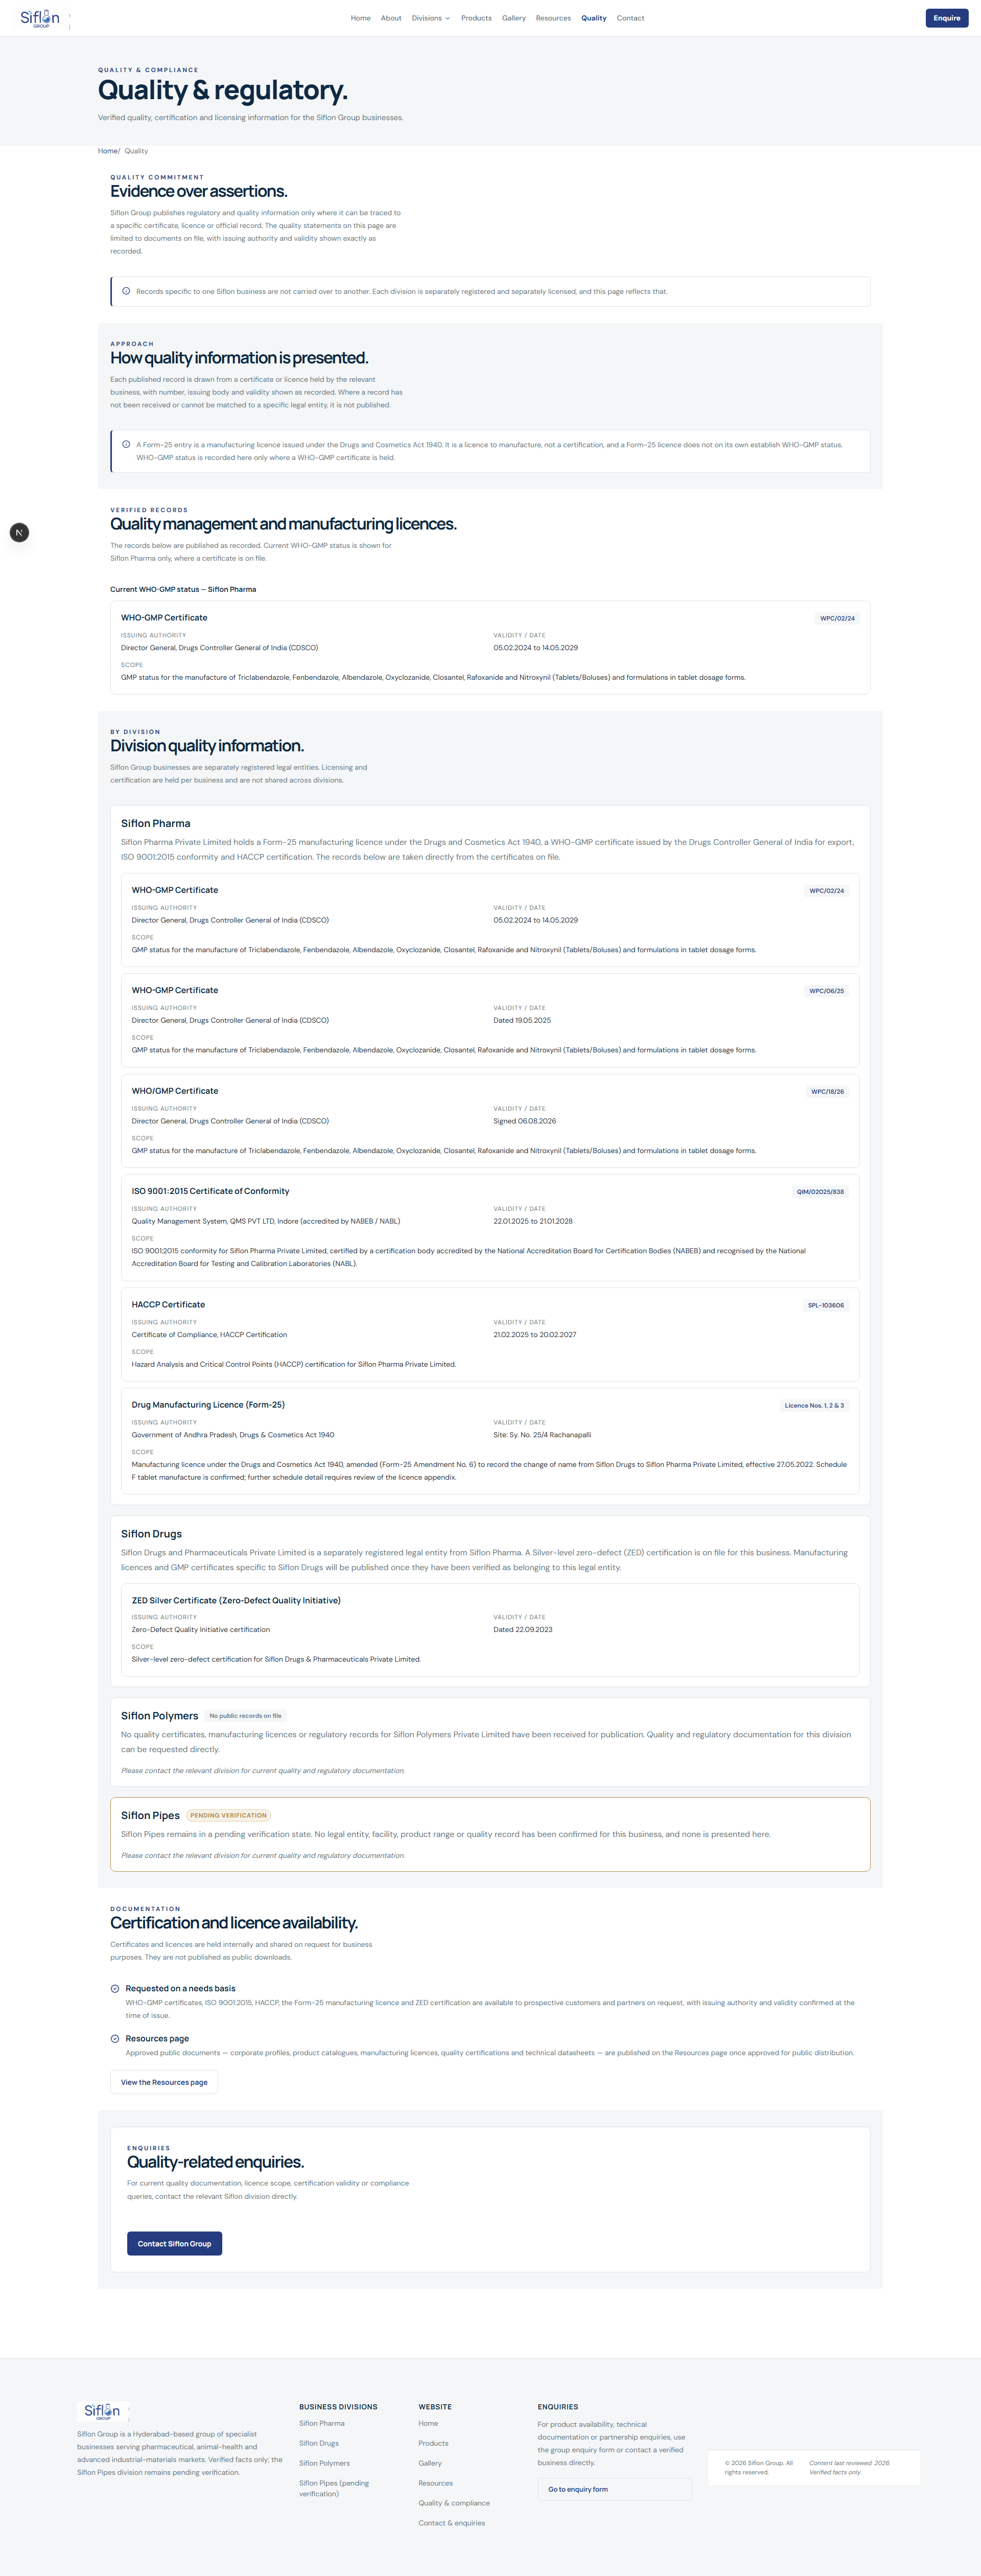 Siflon
GROUP
Home About Divisions Products Gallery Resources Quality Contact
Enquire
QUALITY & COMPLIANCE
Quality & regulatory.
Verified quality, certification and licensing information for the Siflon Group businesses.
Home/ Quality
QUALITY COMMITMENT
Evidence over assertions.
Siflon Group publishes regulatory and quality information only where it can be traced to
a specific certificate, licence or official record. The quality statements on this page are
limited to documents on file, with issuing authority and validity shown exactly as
recorded.
Records specific to one Siflon business are not carried over to another. Each division is separately registered and separately licensed, and this page reflects that.
APPROACH
How quality information is presented.
Each published record is drawn from a certificate or licence held by the relevant
business, with number, issuing body and validity shown as recorded. Where a record has
not been received or cannot be matched to a specific legal entity, it is not published.
A Form-25 entry is a manufacturing licence issued under the Drugs and Cosmetics Act 1940. It is a licence to manufacture, not a certification, and a Form-25 licence does not on its own establish WHO-GMP status.
WHO-GMP status is recorded here only where a WHO-GMP certificate is held.
VERIFIED RECORDS
Quality management and manufacturing licences.
N
The records below are published as recorded. Current WHO-GMP status is shown for
Siflon Pharma only, where a certificate is on file.
Current WHO-GMP status — Siflon Pharma
WHO-GMP Certificate
WPC/02/24
ISSUING AUTHORITY
VALIDITY / DATE
Director General, Drugs Controller General of India (CDSCO)
05.02.2024 to 14.05.2029
SCOPE
GMP status for the manufacture of Triclabendazole, Fenbendazole, Albendazole, Oxyclozanide, Closantel, Rafoxanide and Nitroxynil (Tablets/Boluses) and formulations in tablet dosage forms.
BY DIVISION
Division quality information.
Siflon Group businesses are separately registered legal entities. Licensing and
certification are held per business and are not shared across divisions.
Siflon Pharma
Siflon Pharma Private Limited holds a Form-25 manufacturing licence under the Drugs and Cosmetics Act 1940, a WHO-GMP certificate issued by the Drugs Controller General of India for export,
ISO 9001:2015 conformity and HACCP certification. The records below are taken directly from the certificates on file.
WHO-GMP Certificate
WPC/02/24
ISSUING AUTHORITY
VALIDITY / DATE
Director General, Drugs Controller General of India (CDSCO)
05.02.2024 to 14.05.2029
SCOPE
GMP status for the manufacture of Triclabendazole, Fenbendazole, Albendazole, Oxyclozanide, Closantel, Rafoxanide and Nitroxynil (Tablets/Boluses) and formulations in tablet dosage forms.
WHO-GMP Certificate
WPC/06/25
ISSUING AUTHORITY
VALIDITY / DATE
Director General, Drugs Controller General of India (CDSCO)
Dated 19.05.2025
SCOPE
GMP status for the manufacture of Triclabendazole, Fenbendazole, Albendazole, Oxyclozanide, Closantel, Rafoxanide and Nitroxynil (Tablets/Boluses) and formulations in tablet dosage forms.
WHO/GMP Certificate
WPC/18/26
ISSUING AUTHORITY
VALIDITY / DATE
Director General, Drugs Controller General of India (CDSCO)
Signed 06.08.2026
SCOPE
GMP status for the manufacture of Triclabendazole, Fenbendazole, Albendazole, Oxyclozanide, Closantel, Rafoxanide and Nitroxynil (Tablets/Boluses) and formulations in tablet dosage forms.
ISO 9001:2015 Certificate of Conformity
QIM/02025/838
ISSUING AUTHORITY
VALIDITY / DATE
Quality Management System, QMS PVT LTD, Indore (accredited by NABEB / NABL)
22.01.2025 to 21.01.2028
SCOPE
ISO 9001:2015 conformity for Siflon Pharma Private Limited, certified by a certification body accredited by the National Accreditation Board for Certification Bodies (NABEB) and recognised by the National
Accreditation Board for Testing and Calibration Laboratories (NABL).
HACCP Certificate
SPL-103606
ISSUING AUTHORITY
VALIDITY / DATE
Certificate of Compliance, HACCP Certification
21.02.2025 to 20.02.2027
SCOPE
Hazard Analysis and Critical Control Points (HACCP) certification for Siflon Pharma Private Limited.
Drug Manufacturing Licence (Form-25)
Licence Nos. 1, 2 & 3
ISSUING AUTHORITY
VALIDITY / DATE
Government of Andhra Pradesh, Drugs & Cosmetics Act 1940
Site: Sy. No. 25/4 Rachanapalli
SCOPE
Manufacturing licence under the Drugs and Cosmetics Act 1940, amended (Form-25 Amendment No. 6) to record the change of name from Siflon Drugs to Siflon Pharma Private Limited, effective 27.05.2022. Schedule
F tablet manufacture is confirmed; further schedule detail requires review of the licence appendix.
Siflon Drugs
Siflon Drugs and Pharmaceuticals Private Limited is a separately registered legal entity from Siflon Pharma. A Silver-level zero-defect (ZED) certification is on file for this business. Manufacturing
licences and GMP certificates specific to Siflon Drugs will be published once they have been verified as belonging to this legal entity.
ZED Silver Certificate (Zero-Defect Quality Initiative)
ISSUING AUTHORITY
VALIDITY / DATE
Zero-Defect Quality Initiative certification
Dated 22.09.2023
SCOPE
Silver-level zero-defect certification for Siflon Drugs & Pharmaceuticals Private Limited.
Siflon Polymers No public records on file
No quality certificates, manufacturing licences or regulatory records for Siflon Polymers Private Limited have been received for publication. Quality and regulatory documentation for this division
can be requested directly.
Please contact the relevant division for current quality and regulatory documentation.
Siflon Pipes PENDING VERIFICATION
Siflon Pipes remains in a pending verification state. No legal entity, facility, product range or quality record has been confirmed for this business, and none is presented here.
Please contact the relevant division for current quality and regulatory documentation.
DOCUMENTATION
Certification and licence availability.
Certificates and licences are held internally and shared on request for business
purposes. They are not published as public downloads.
Requested on a needs basis
WHO-GMP certificates, ISO 9001:2015, HACCP, the Form-25 manufacturing licence and ZED certification are available to prospective customers and partners on request, with issuing authority and validity confirmed at the
time of issue.
Resources page
Approved public documents — corporate profiles, product catalogues, manufacturing licences, quality certifications and technical datasheets — are published on the Resources page once approved for public distribution.
View the Resources page
ENQUIRIES
Quality-related enquiries.
For current quality documentation, licence scope, certification validity or compliance
queries, contact the relevant Siflon division directly.
Contact Siflon Group
Siflon
GROUP
Siflon Group is a Hyderabad-based group of specialist
businesses serving pharmaceutical, animal-health and
advanced industrial-materials markets. Verified facts only; the
Siflon Pipes division remains pending verification.
BUSINESS DIVISIONS
Siflon Pharma
Siflon Drugs
Siflon Polymers
Siflon Pipes (pending
verification)
WEBSITE
Home
Products
Gallery
Resources
Quality & compliance
Contact & enquiries
ENQUIRIES
For product availability, technical
documentation or partnership enquiries, use
the group enquiry form or contact a verified
business directly.
Go to enquiry form
© 2026 Siflon Group. All
rights reserved.
Content last reviewed: 2026.
Verified facts only.